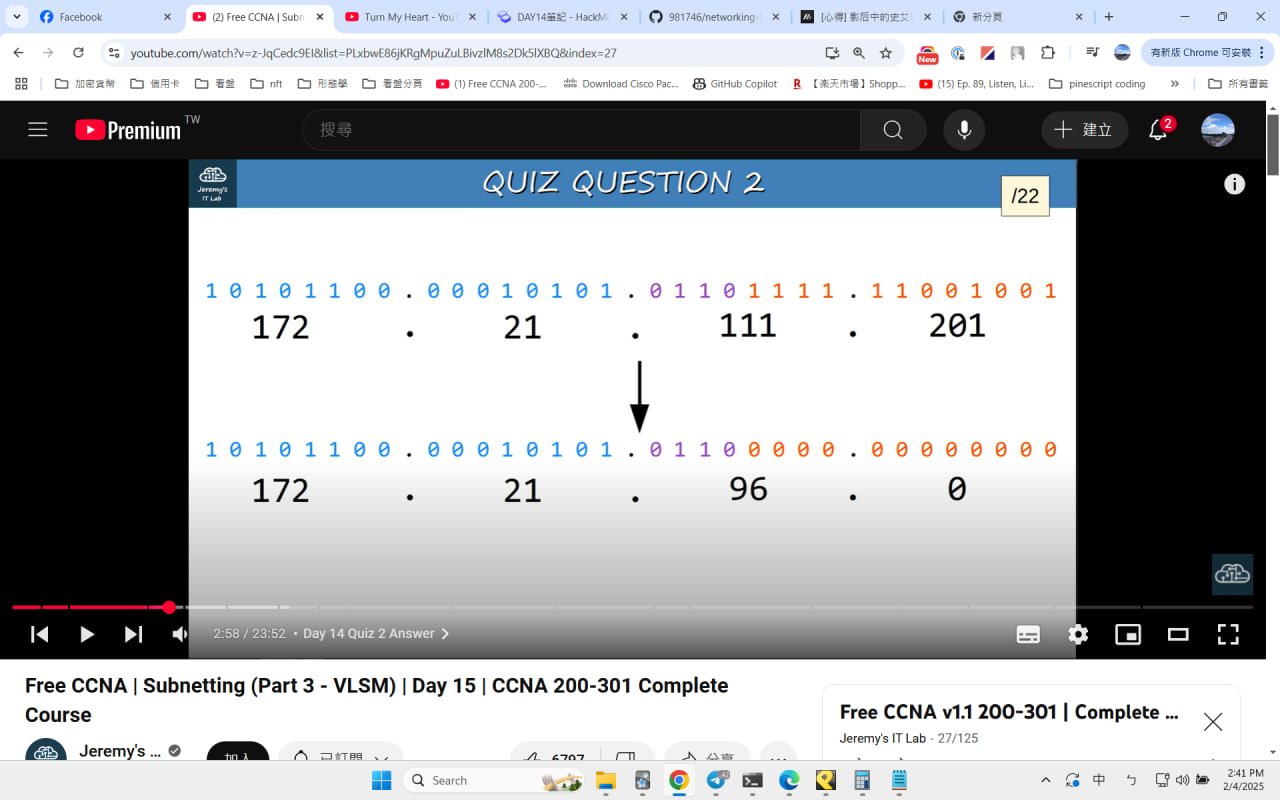 Facebook
(2) Free CCNA | Subn
Turn My Heart - YouT
DAY14筆記 - HackM
981746/networking-
[心得] 影后中的史艾
新分頁
youtube.com/watch?v=z-JqCedc9EI&list=PLxbwE86jKRgMpuZuLBivzlM8s2Dk5lXBQ&index=27
New
有新版 Chrome 可安裝
加密貨幣
信用卡
看盤
nft
形態學
看盤分頁
(1) Free CCNA 200-...
Download Cisco Pac...
GitHub Copilot
【楽天市場】Shopp...
(15) Ep. 89, Listen, Li...
pinescript coding
»
所有書籤
Premium TW
搜尋
建立
2
Jeremy's
IT Lab
QUIZ QUESTION 2
/22
1 0 1 0 1 1 0 0 . 0 0 0 1 0 1 0 1 . 0 1 1 0 1 1 1 1 . 1 1 0 0 1 0 0 1
172 . 21 . 111 . 201
1 0 1 0 1 1 0 0 . 0 0 0 1 0 1 0 1 . 0 1 1 0 0 0 0 0 . 0 0 0 0 0 0 0 0
172 . 21 . 96 . 0
2:58 / 23:52 • Day 14 Quiz 2 Answer
Free CCNA | Subnetting (Part 3 - VLSM) | Day 15 | CCNA 200-301 Complete
Course
Free CCNA v1.1 200-301 | Complete ...
Jeremy's IT Lab - 27/125
Jeremy's ...
加入
已訂閱
6797
分享
Search
中
ㄅ
2:41 PM
2/4/2025